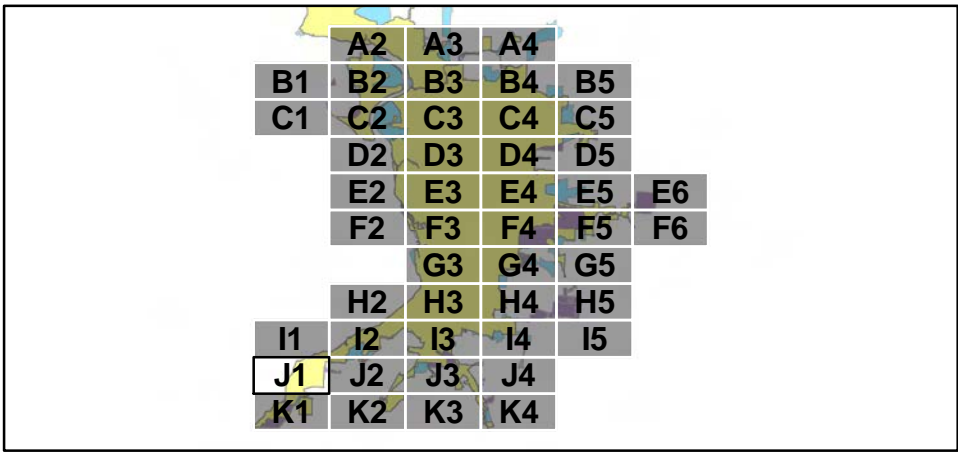 A2 A3 A4
B1 B2 B3 B4 B5
C1 C2 C3 C4 C5
D2 D3 D4 D5
E2 E3 E4 E5 E6
F2 F3 F4 F5 F6
G3 G4 G5
H2 H3 H4 H5
I1 I2 I3 I4 I5
J1 J2 J3 J4
K1 K2 K3 K4